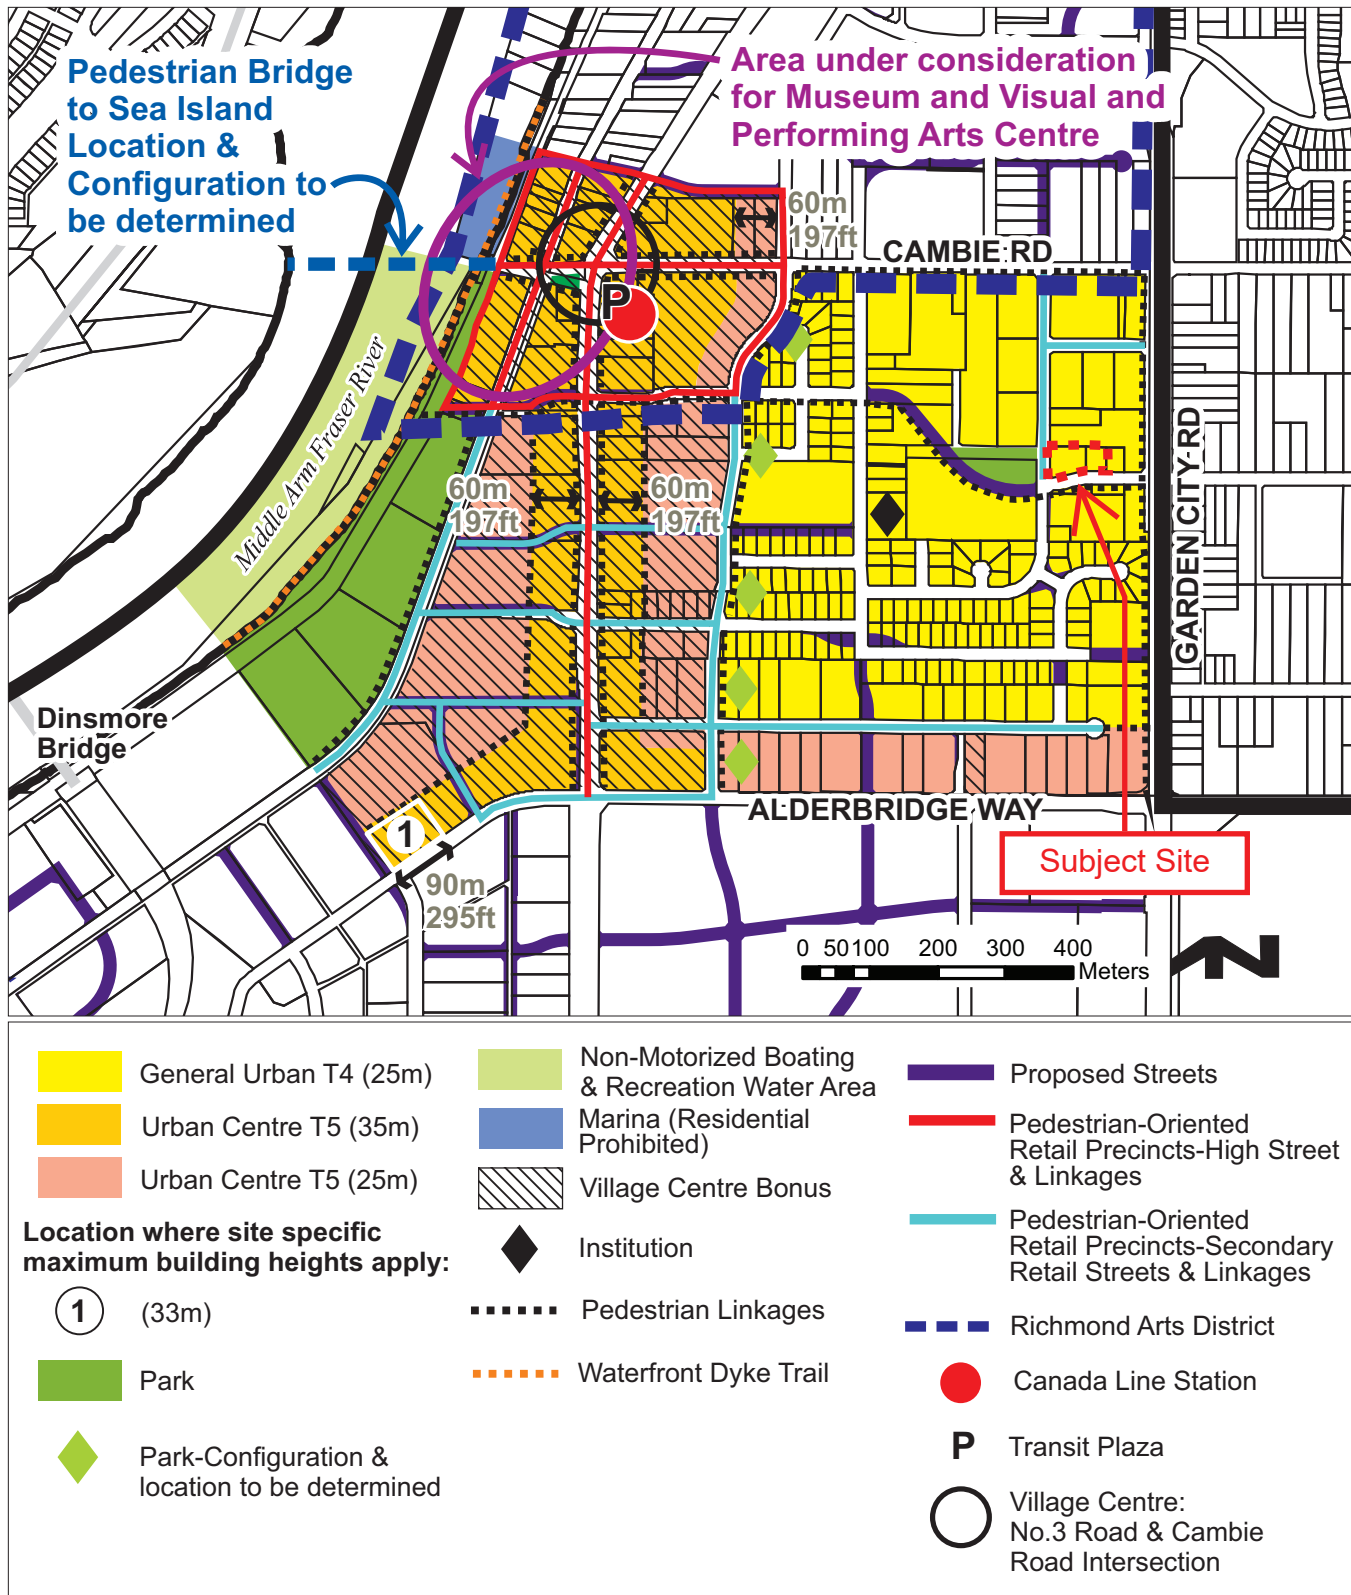 Pedestrian Bridge
to Sea Island
Location &
Configuration to
be determined
Area under consideration
for Museum and Visual and
Performing Arts Centre
60m
197ft
CAMBIE RD
P
Middle Arm Fraser River
60m
197ft
60m
197ft
GARDEN CITY RD
Dinsmore
Bridge
1
ALDERBRIDGE WAY
Subject Site
90m
295ft
0 50 100 200 300 400
Meters
N
General Urban T4 (25m)
Urban Centre T5 (35m)
Urban Centre T5 (25m)
Location where site specific
maximum building heights apply:
1 (33m)
Park
Park-Configuration &
location to be determined
Non-Motorized Boating
& Recreation Water Area
Marina (Residential
Prohibited)
Village Centre Bonus
Institution
Pedestrian Linkages
Waterfront Dyke Trail
Proposed Streets
Pedestrian-Oriented
Retail Precincts-High Street
& Linkages
Pedestrian-Oriented
Retail Precincts-Secondary
Retail Streets & Linkages
Richmond Arts District
Canada Line Station
P Transit Plaza
Village Centre:
No.3 Road & Cambie
Road Intersection